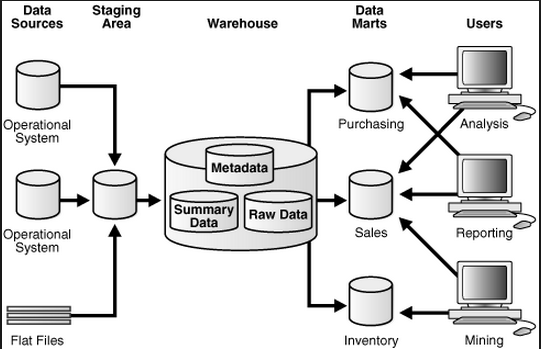 Data
Sources
Staging
Area
Warehouse
Data
Marts
Users
Operational
System
Purchasing
Analysis
Metadata
Summary
Data
Raw Data
Operational
System
Sales
Reporting
Flat Files
Inventory
Mining